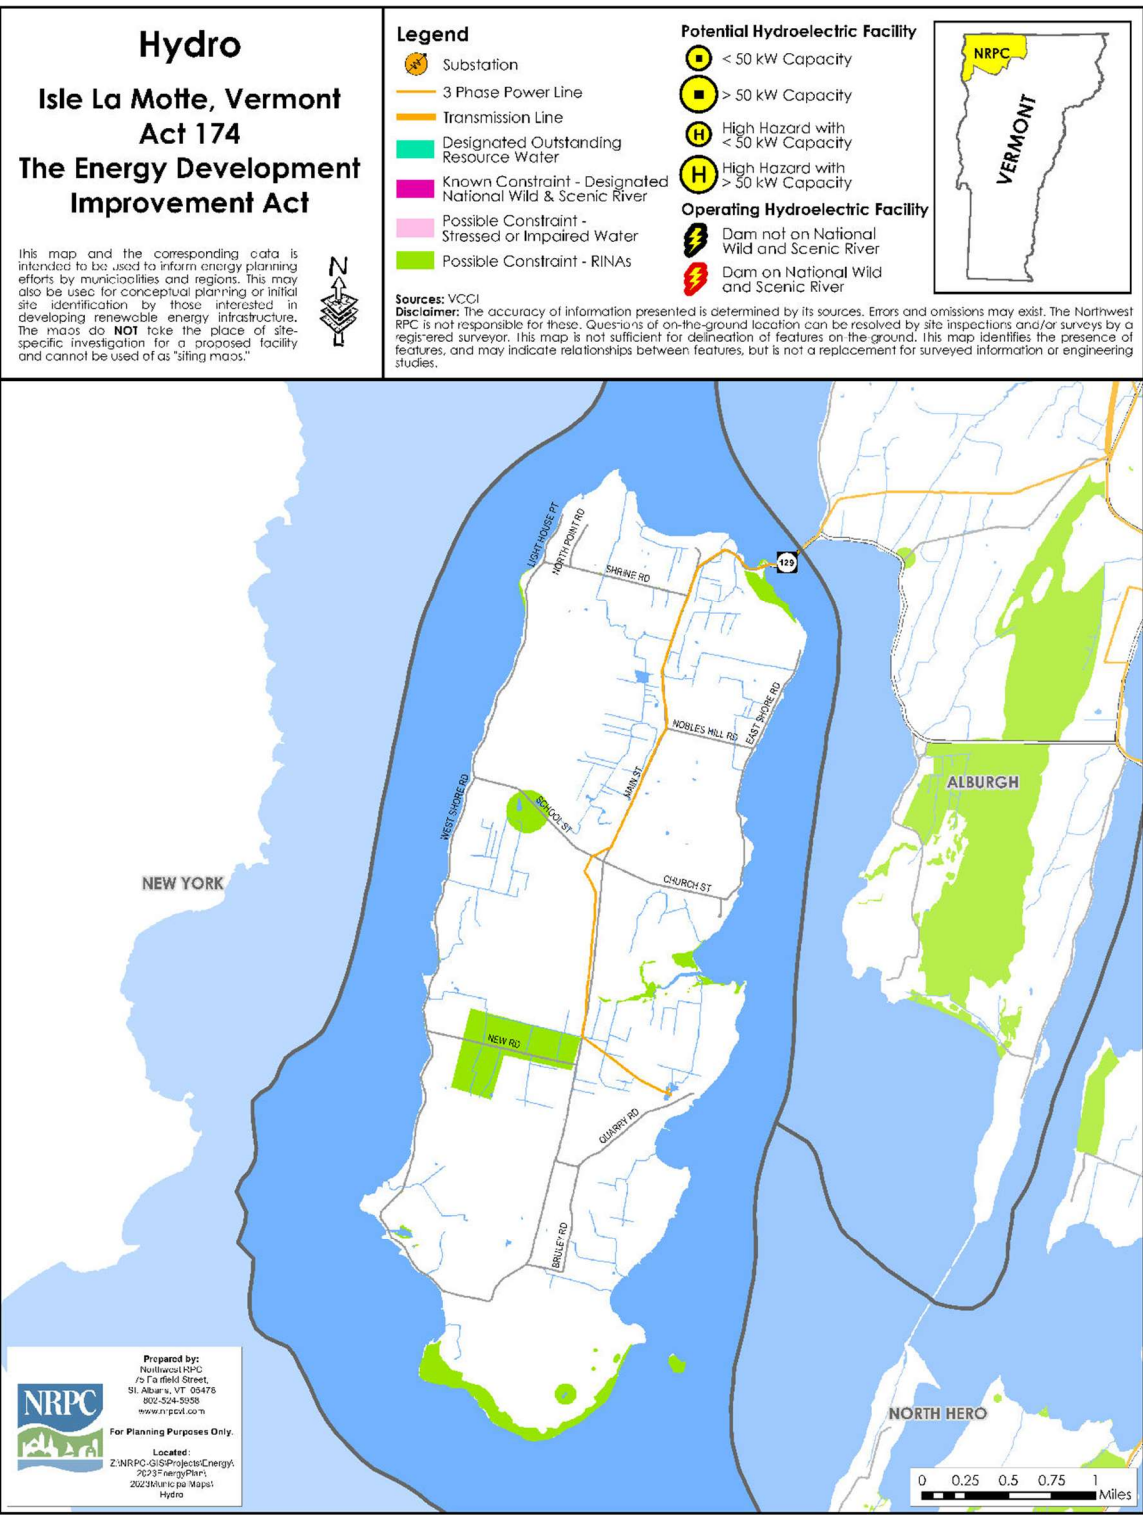 Hydro
Isle La Motte, Vermont
Act 174
The Energy Development
Improvement Act
This map and the corresponding data is
intended to be used to inform energy planning
efforts by municipalities and regions. This may
also be used for conceptual planning or initial
site identification by those interested in
developing renewable energy infrastructure.
The maps do NOT take the place of site-
specific investigation for a proposed facility
and cannot be used of as "siting maps."
N
Legend
Substation
3 Phase Power Line
Transmission Line
Designated Outstanding
Resource Water
Known Constraint - Designated
National Wild & Scenic River
Possible Constraint -
Stressed or Impaired Water
Possible Constraint - RINAs
Potential Hydroelectric Facility
< 50 kW Capacity
> 50 kW Capacity
H
High Hazard with
< 50 kW Capacity
H
High Hazard with
> 50 kW Capacity
Operating Hydroelectric Facility
Dam not on National
Wild and Scenic River
Dam on National Wild
and Scenic River
NRPC
VERMONT
Sources: VCGI
Disclaimer: The accuracy of information presented is determined by its sources. Errors and omissions may exist. The Northwest
RPC is not responsible for these. Questions of on-the-ground location can be resolved by site inspections and/or surveys by a
registered surveyor. This map is not sufficient for delineation of features on-the-ground. This map identifies the presence of
features, and may indicate relationships between features, but is not a replacement for surveyed information or engineering
studies.
LIGHT HOUSE PT
NORTH POINT RD
SHRINE RD
129
NOBLES HILL RD
EAST SHORE RD
MAIN ST
WEST SHORE RD
SCHOOL ST
CHURCH ST
ALBURGH
NEW YORK
NEW RD
QUARRY RD
BRULEY RD
NORTH HERO
NRPC
Prepared by:
Northwest RPC
75 Fairfield Street,
St. Albans, VT 05478
802-524-5958
www.nrpcvt.com
For Planning Purposes Only.
Located:
Z:\NRPC-GIS\Projects\Energy\
2023EnergyPlan\
2023MunicipalMaps\
Hydro
0 0.25 0.5 0.75 1
Miles